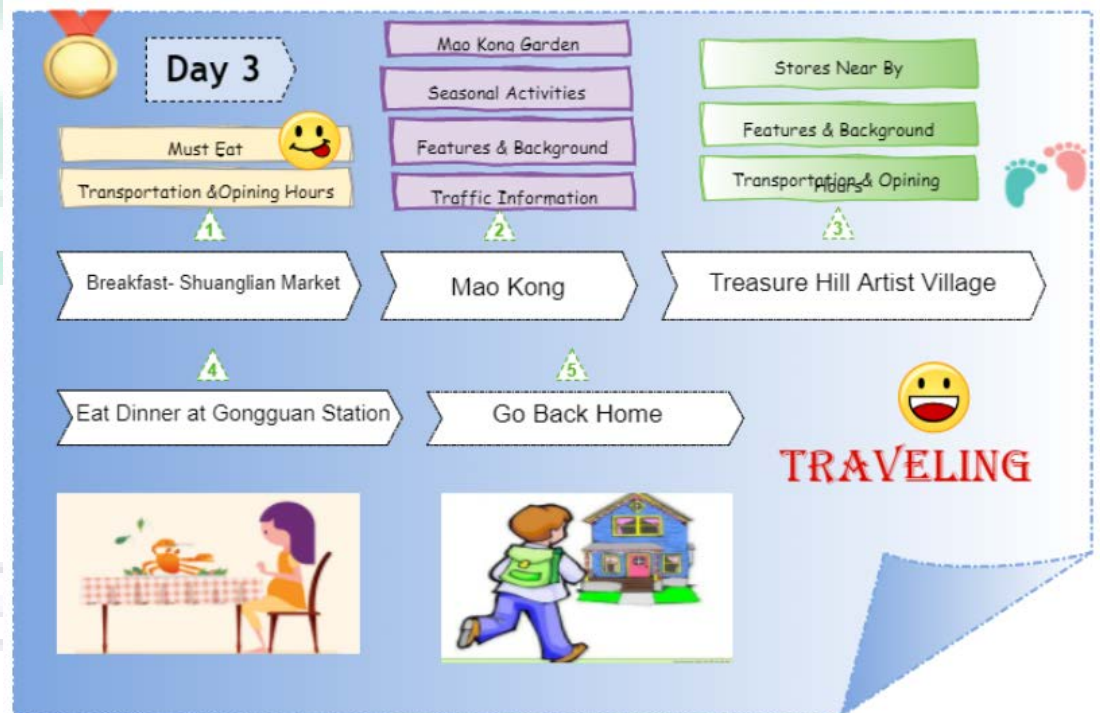 Day 3
Must Eat
Transportation &Opining Hours
Mao Kong Garden
Seasonal Activities
Features & Background
Traffic Information
Stores Near By
Features & Background
Transportation & Opining
Hours
1
2
3
Breakfast- Shuanglian Market
Mao Kong
Treasure Hill Artist Village
4
5
Eat Dinner at Gongguan Station
Go Back Home
TRAVELING